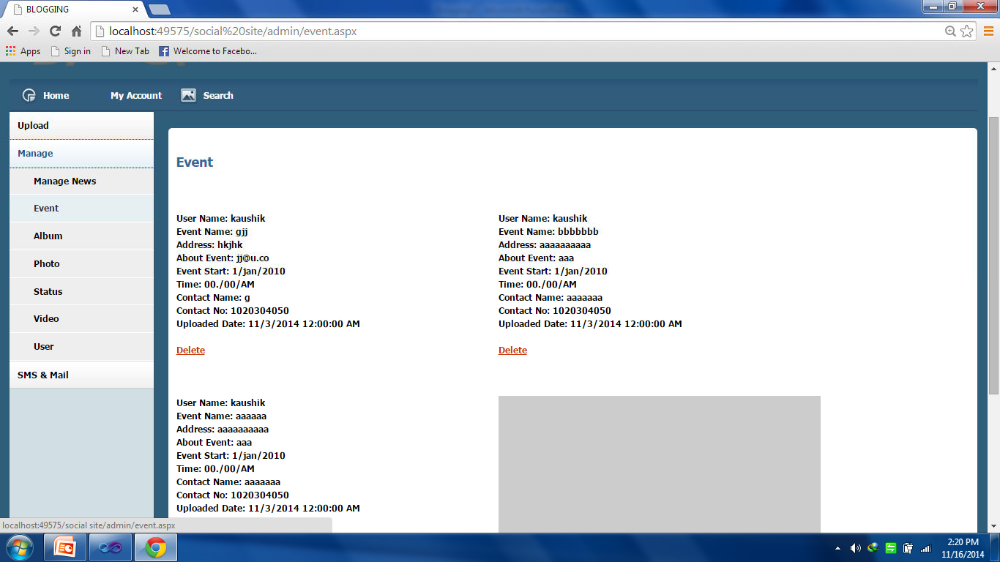 BLOGGING
localhost:49575/social%20site/admin/event.aspx
Apps Sign in New Tab Welcome to Facebo...
Home My Account Search
Upload
Manage
Manage News
Event
Album
Photo
Status
Video
User
SMS & Mail
Event
User Name: kaushik
Event Name: gjj
Address: hkjhk
About Event: jj@u.co
Event Start: 1/jan/2010
Time: 00./00/AM
Contact Name: g
Contact No: 1020304050
Uploaded Date: 11/3/2014 12:00:00 AM
Delete
User Name: kaushik
Event Name: bbbbbbb
Address: aaaaaaaaaa
About Event: aaa
Event Start: 1/jan/2010
Time: 00./00/AM
Contact Name: aaaaaaa
Contact No: 1020304050
Uploaded Date: 11/3/2014 12:00:00 AM
Delete
User Name: kaushik
Event Name: aaaaaa
Address: aaaaaaaaaa
About Event: aaa
Event Start: 1/jan/2010
Time: 00./00/AM
Contact Name: aaaaaaa
Contact No: 1020304050
Uploaded Date: 11/3/2014 12:00:00 AM
localhost:49575/social site/admin/event.aspx
2:20 PM
11/16/2014